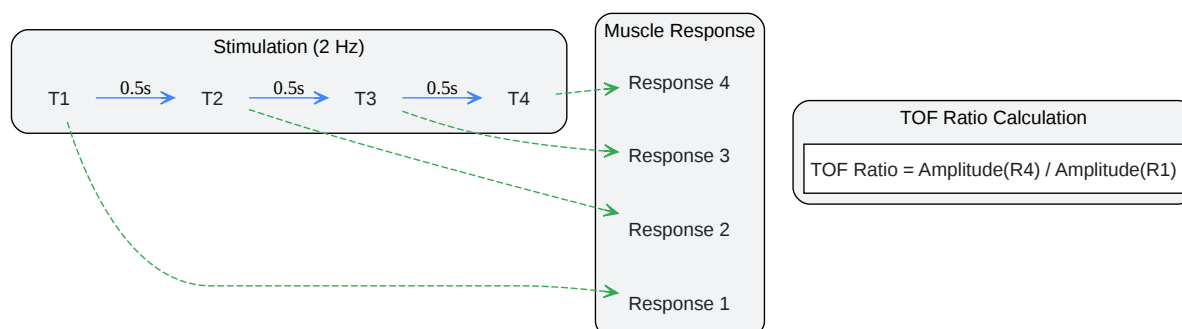 Stimulation (2 Hz)
T1
0.5s
T2
0.5s
T3
0.5s
T4
Muscle Response
Response 4
Response 3
Response 2
Response 1
TOF Ratio Calculation
TOF Ratio = Amplitude(R4) / Amplitude(R1)